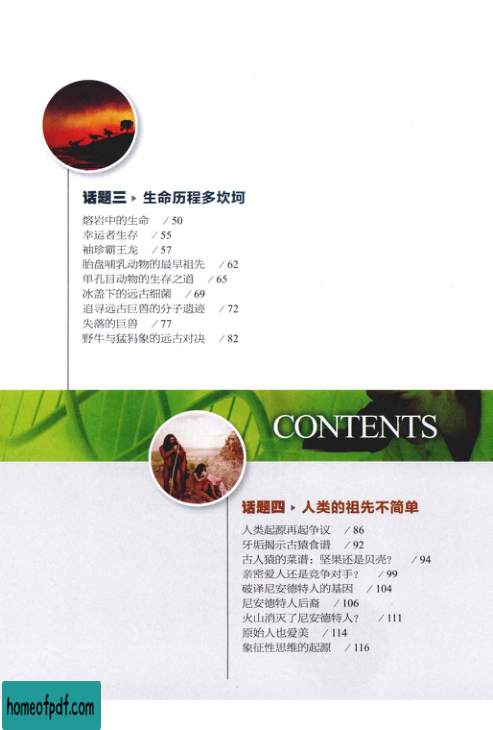 话题三 ▸ 生命历程多坎坷
熔岩中的生命 / 50
幸运者生存 / 55
袖珍霸王龙 / 57
胎盘哺乳动物的最早祖先 / 62
单孔目动物的生存之道 / 65
冰盖下的远古细菌 / 69
追寻远古巨兽的分子遗迹 / 72
失落的巨兽 / 77
野牛与猛犸象的远古对决 / 82
CONTENTS
话题四 ▸ 人类的祖先不简单
人类起源再起争议 / 86
牙垢揭示古猿食谱 / 92
古人猿的菜谱：坚果还是贝壳？ / 94
亲密爱人还是竞争对手？ / 99
破译尼安德特人的基因 / 104
尼安德特人后裔 / 106
火山消灭了尼安德特人？ / 111
原始人也爱美 / 114
象征性思维的起源 / 116
homeofpdf.com